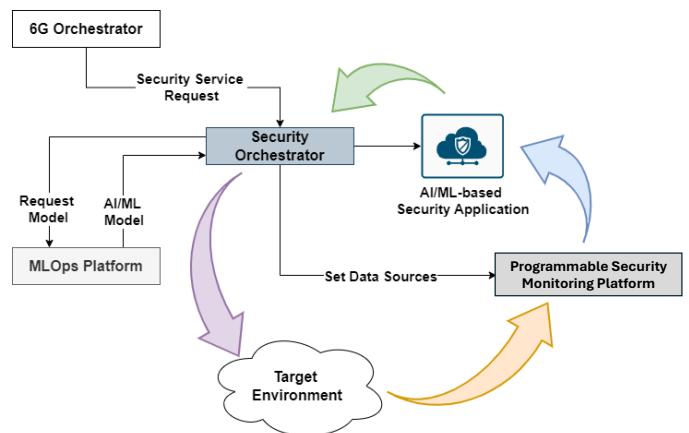 6G Orchestrator
Security Service
Request
Security
Orchestrator
AI/ML-based
Security Application
Request
Model
AI/ML
Model
MLOps Platform
Set Data Sources
Programmable Security
Monitoring Platform
Target
Environment